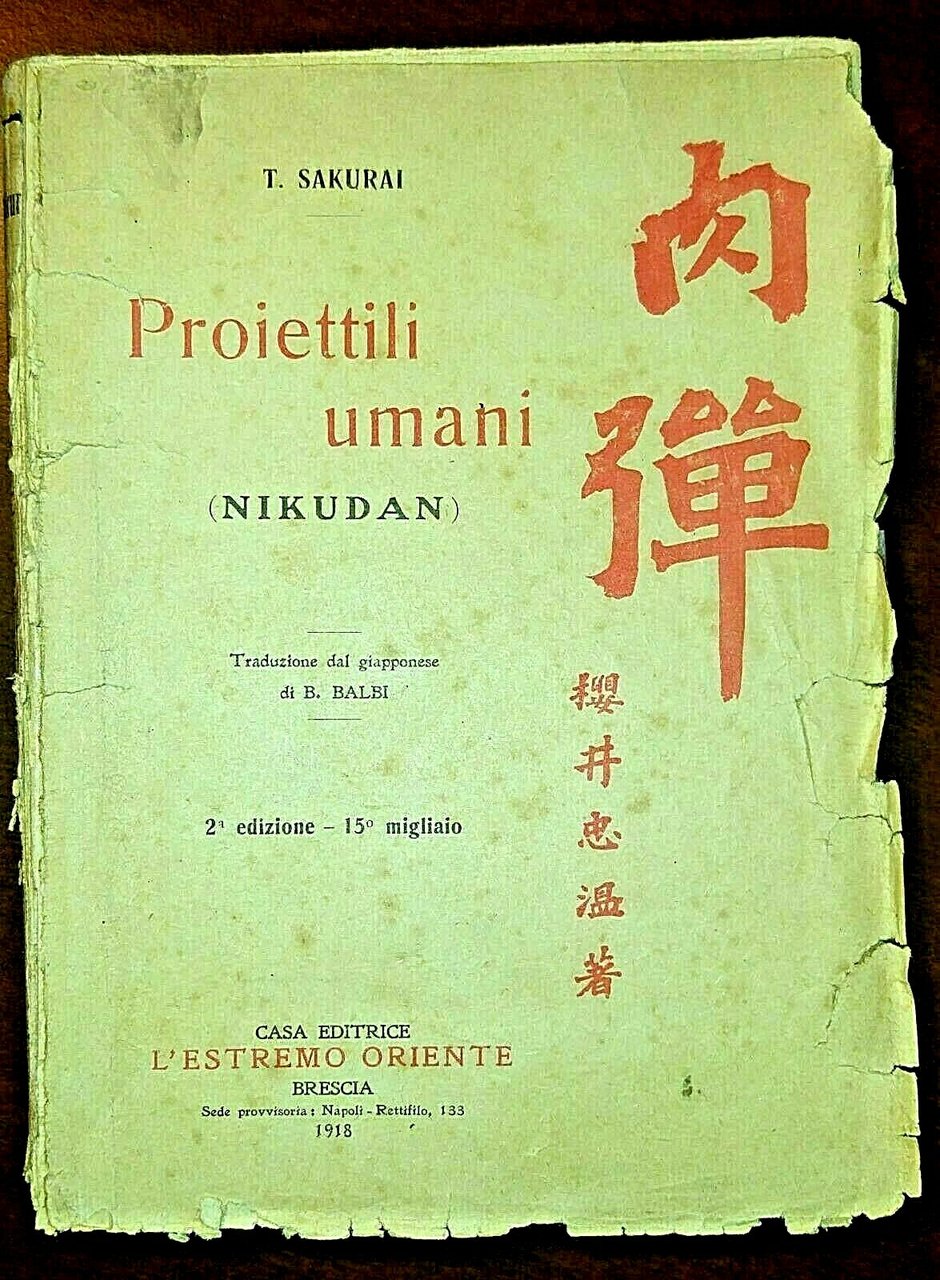 T. SAKURAI
Proiettili
umani
(NIKUDAN)
Traduzione dal giapponese
di B. BALBI
2ª edizione – 15º migliaio
CASA EDITRICE
L'ESTREMO ORIENTE
BRESCIA
Sede provvisoria: Napoli - Rettifilo, 133
1918
肉彈
櫻井忠温著